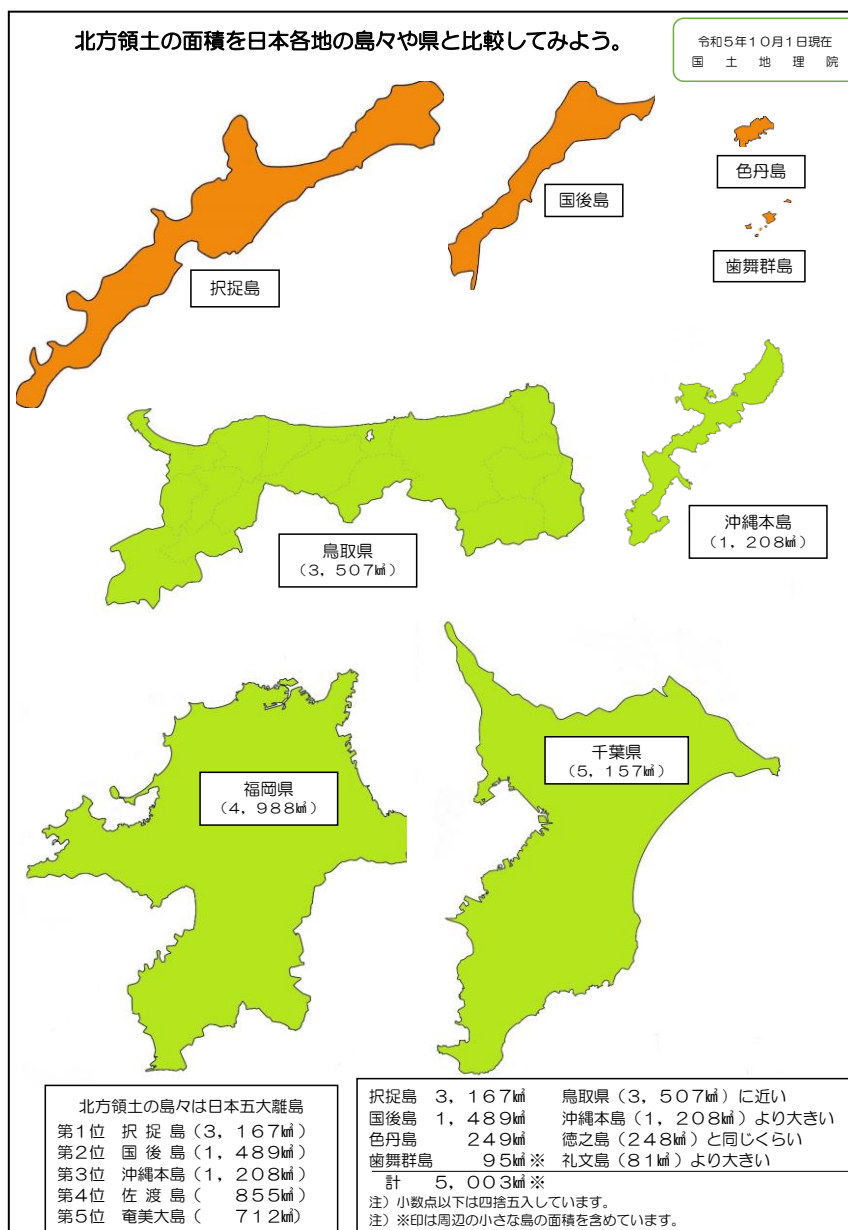 北方領土の面積を日本各地の島々や県と比較してみよう。
令和5年10月1日現在
国土地理院
択捉島
国後島
色丹島
歯舞群島
鳥取県
(3,507㎢)
沖縄本島
(1,208㎢)
福岡県
(4,988㎢)
千葉県
(5,157㎢)
北方領土の島々は日本五大離島
第1位 択捉島(3,167㎢)
第2位 国後島(1,489㎢)
第3位 沖縄本島(1,208㎢)
第4位 佐渡島( 855㎢)
第5位 奄美大島( 712㎢)
択捉島 3,167㎢ 鳥取県(3,507㎢)に近い
国後島 1,489㎢ 沖縄本島(1,208㎢)より大きい
色丹島 249㎢ 徳之島(248㎢)と同じくらい
歯舞群島 95㎢※ 礼文島(81㎢)より大きい
計 5,003㎢※
注)小数点以下は四捨五入しています。
注)※印は周辺の小さな島の面積を含めています。